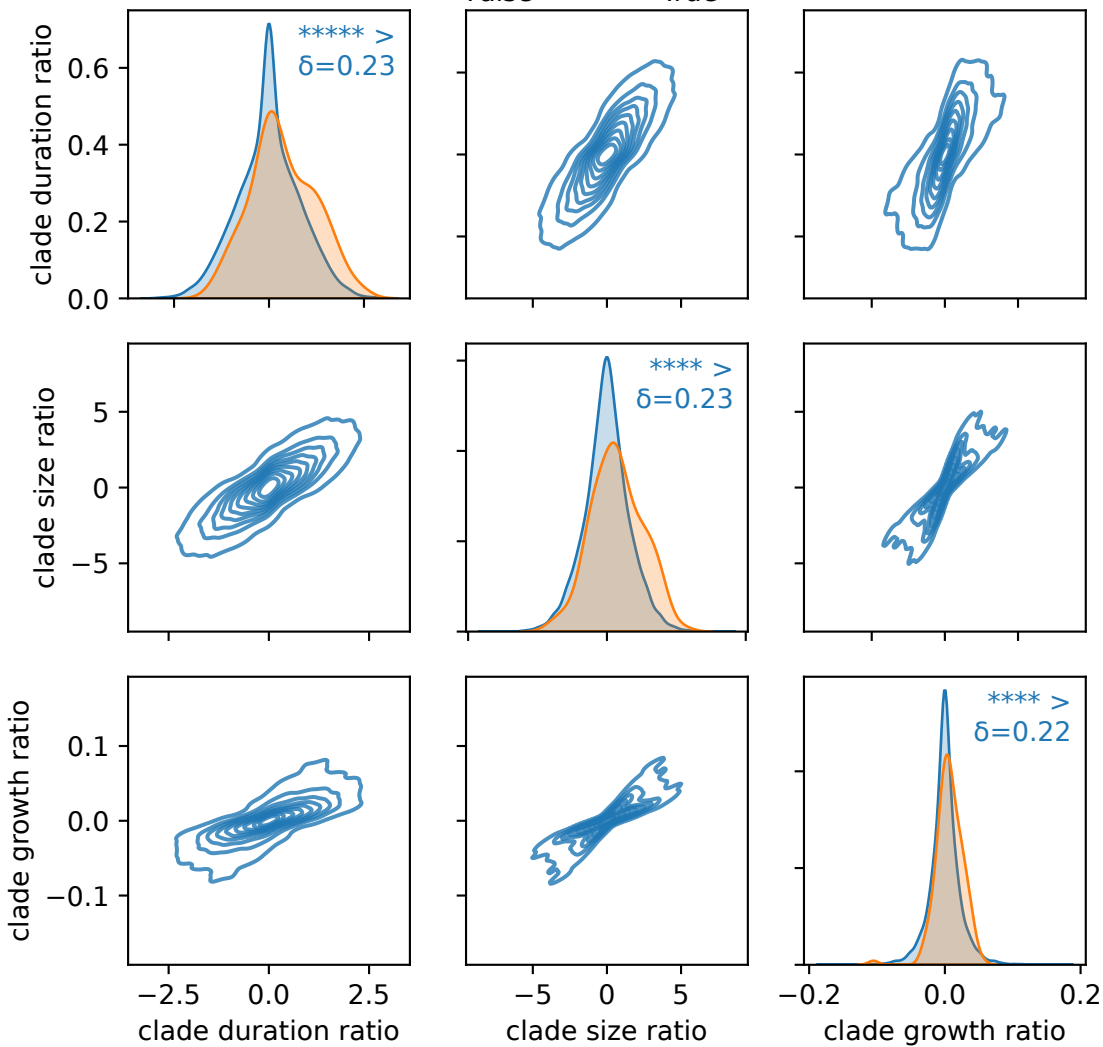 ***** >
δ=0.23
clade duration ratio
0.6
0.4
0.2
0.0
**** >
δ=0.23
clade size ratio
5
0
−5
**** >
δ=0.22
clade growth ratio
0.1
0.0
−0.1
−2.5 0.0 2.5
−5 0 5
−0.2 0.0 0.2
clade duration ratio
clade size ratio
clade growth ratio